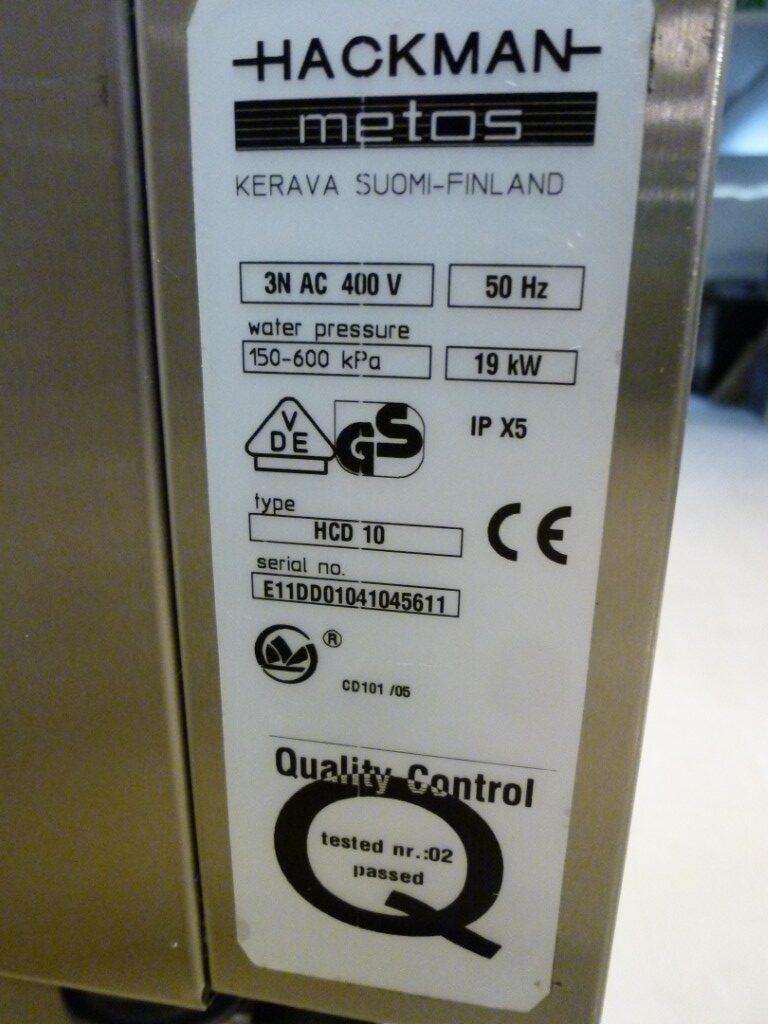 HACKMAN
metos
KERAVA SUOMI-FINLAND
3N AC 400 V
50 Hz
water pressure
150-600 kPa
19 kW
V
DE
GS
IP X5
type
HCD 10
CE
serial no.
E11DD01041045611
®
CD101 /05
Quality Control
tested nr.:02
passed